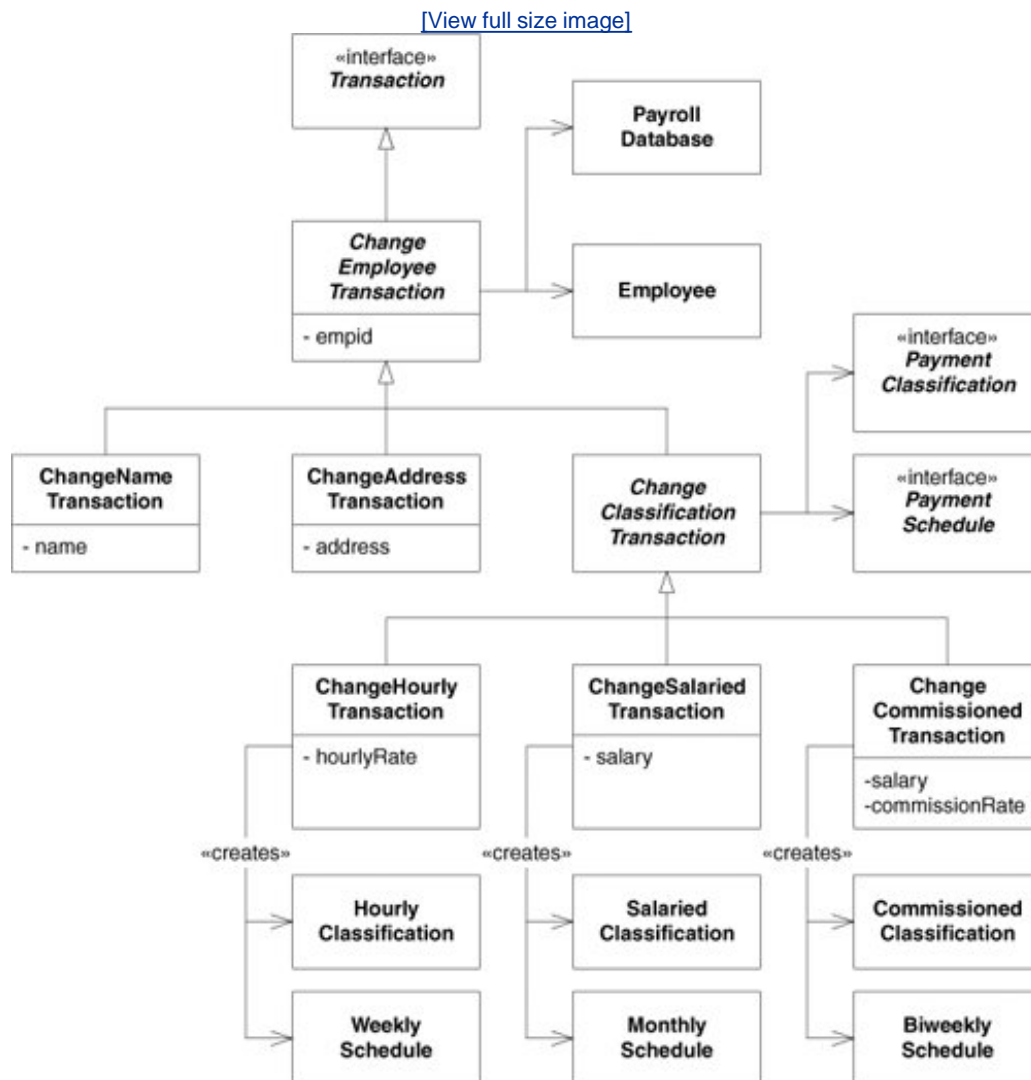 [View full size image]
«interface»
Transaction
Payroll
Database
Change
Employee
Transaction
- empid
Employee
«interface»
Payment
Classification
ChangeName
Transaction
- name
ChangeAddress
Transaction
- address
Change
Classification
Transaction
«interface»
Payment
Schedule
ChangeHourly
Transaction
- hourlyRate
ChangeSalaried
Transaction
- salary
Change
Commissioned
Transaction
-salary
-commissionRate
«creates»
«creates»
«creates»
Hourly
Classification
Salaried
Classification
Commissioned
Classification
Weekly
Schedule
Monthly
Schedule
Biweekly
Schedule